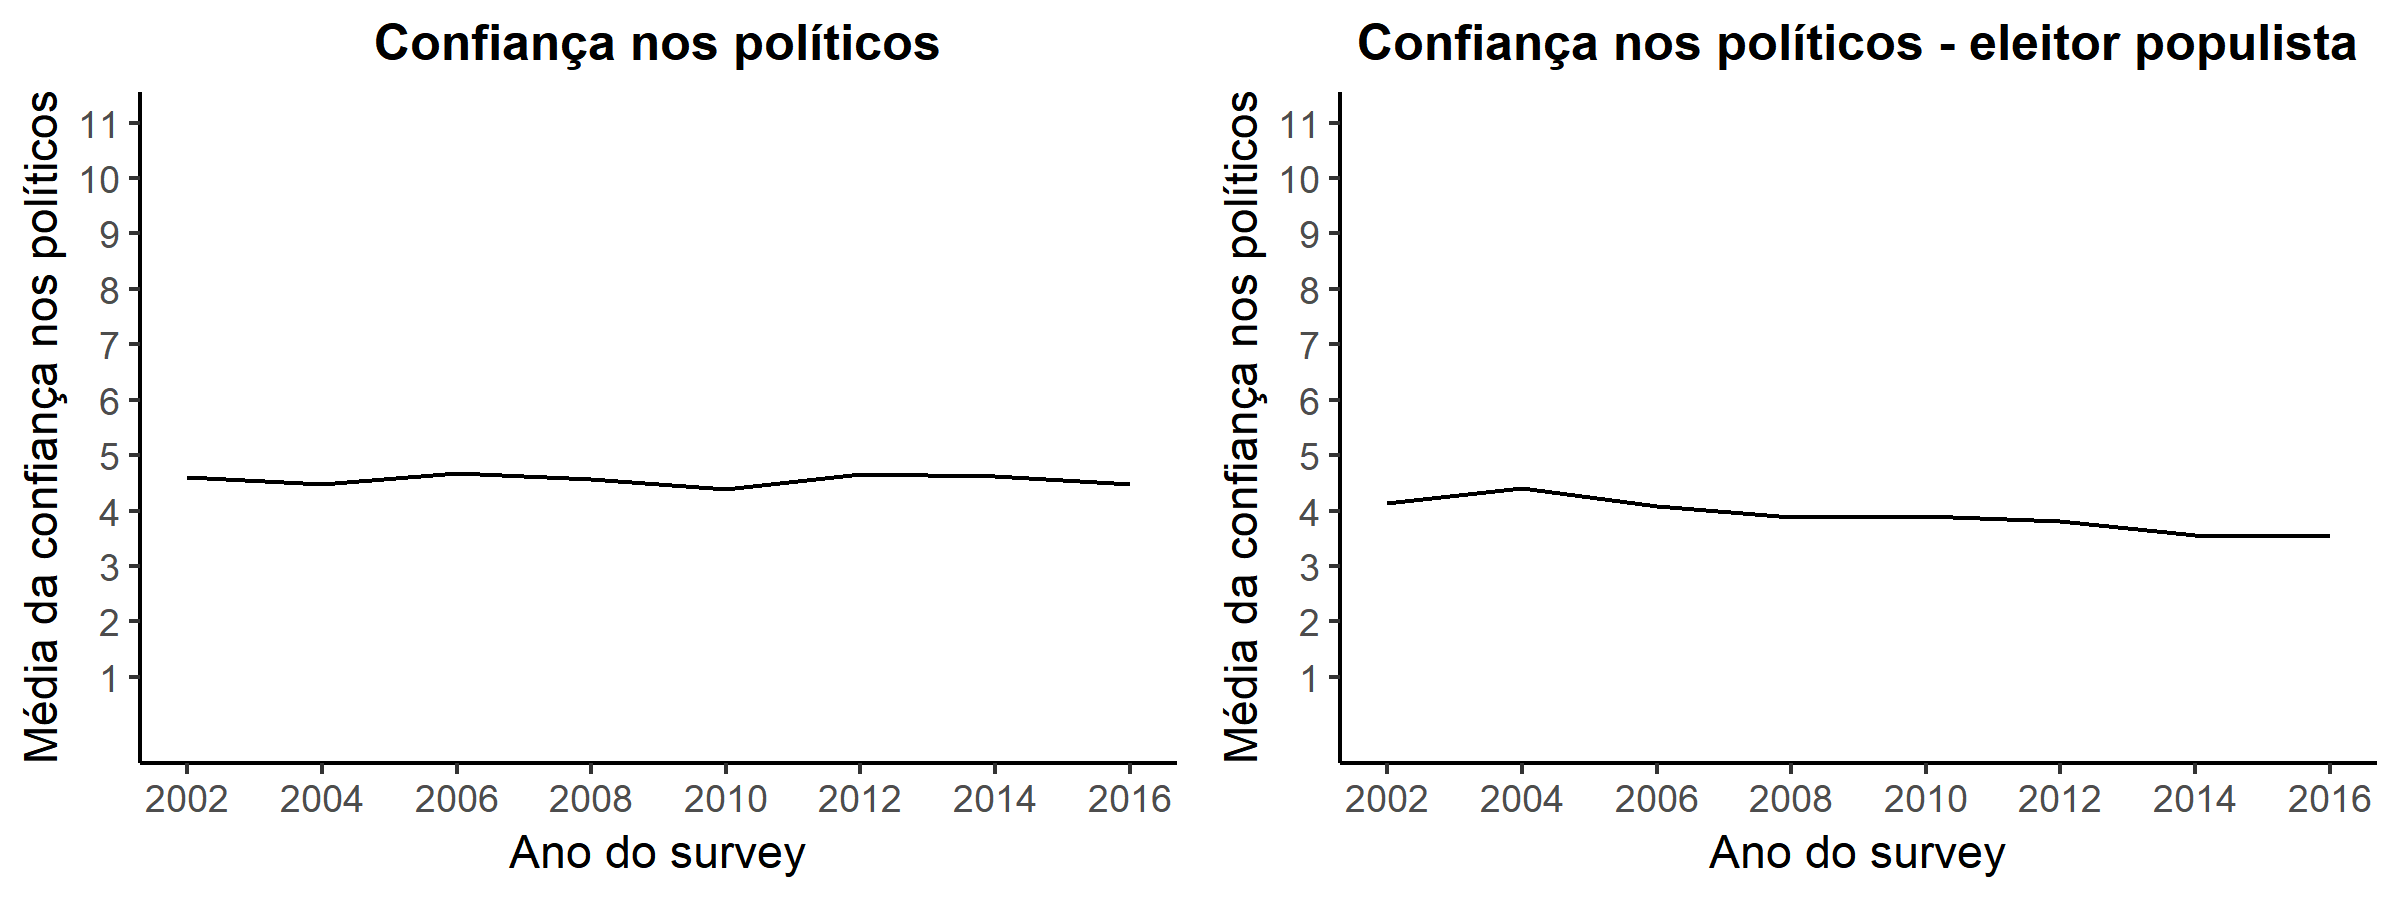 Confiança nos políticos
Média da confiança nos políticos
11
10
9
8
7
6
5
4
3
2
1
2002 2004 2006 2008 2010 2012 2014 2016
Ano do survey
Confiança nos políticos - eleitor populista
Média da confiança nos políticos
11
10
9
8
7
6
5
4
3
2
1
2002 2004 2006 2008 2010 2012 2014 2016
Ano do survey